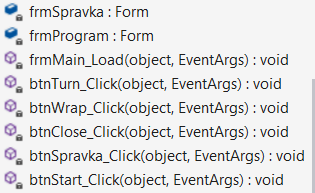 frmSpravka : Form
frmProgram : Form
frmMain_Load(object, EventArgs) : void
btnTurn_Click(object, EventArgs) : void
btnWrap_Click(object, EventArgs) : void
btnClose_Click(object, EventArgs) : void
btnSpravka_Click(object, EventArgs) : void
btnStart_Click(object, EventArgs) : void